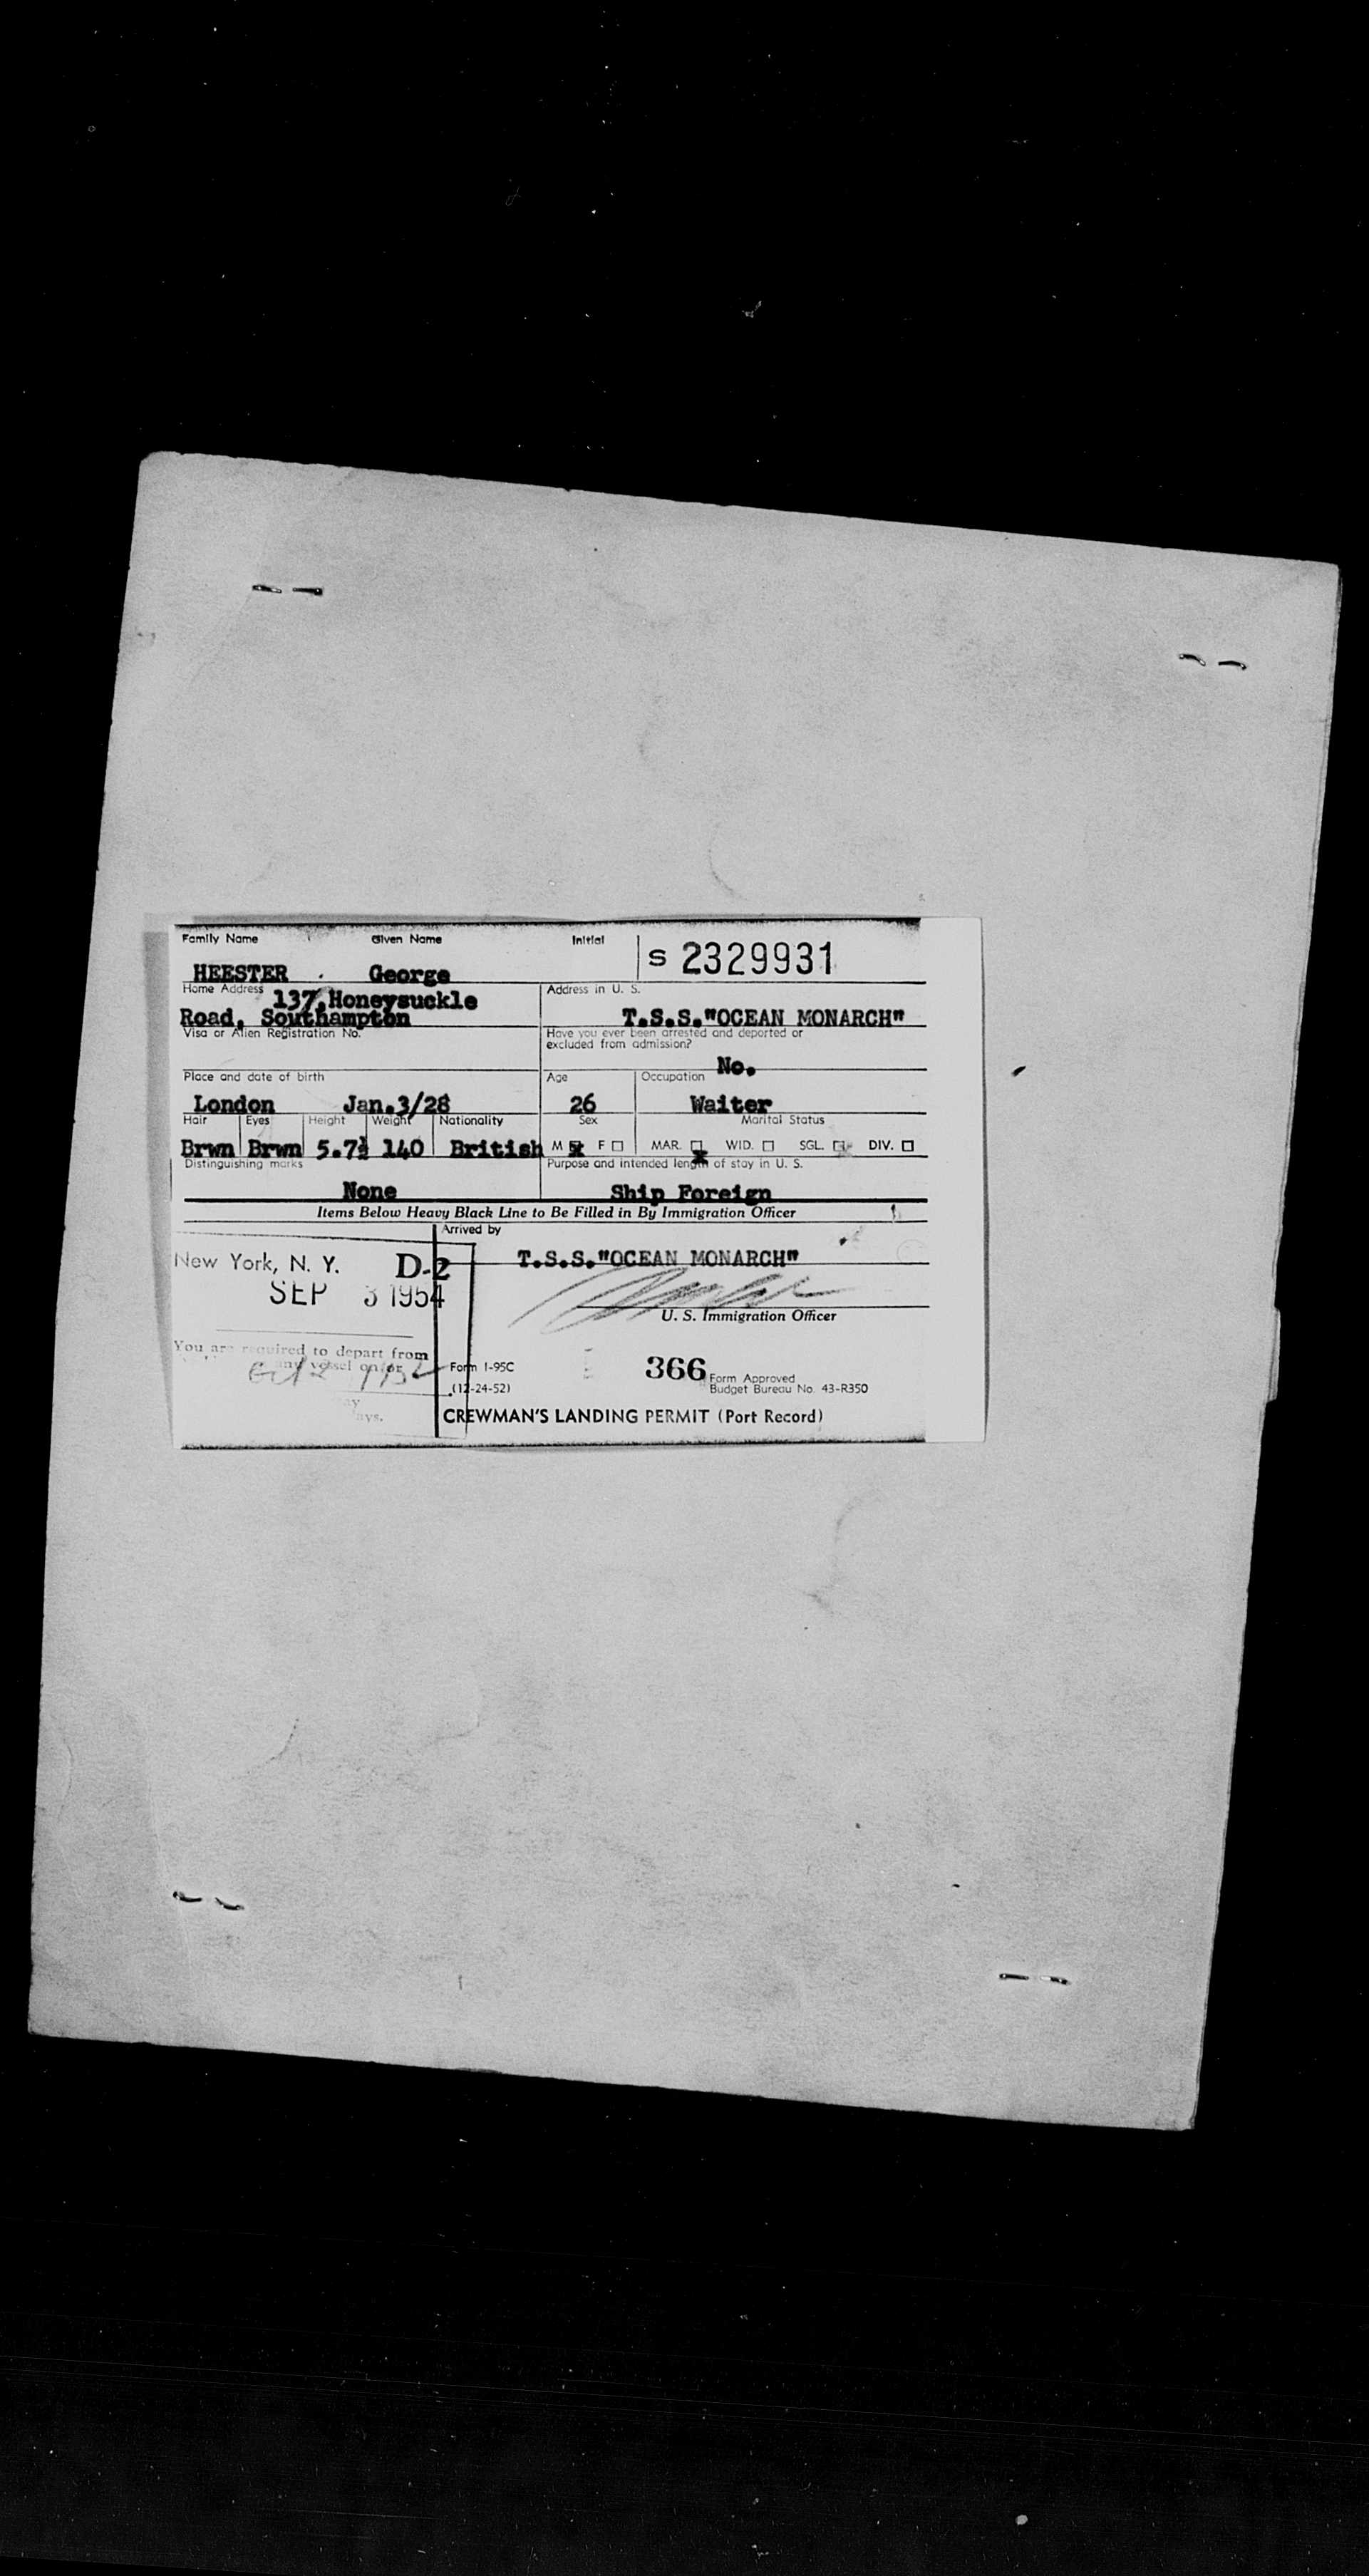 Family Name Given Name Initial S 2329931
HEESTER George
Home Address 137,Honeysuckle
Road, Southampton
Address in U. S.
T.S.S."OCEAN MONARCH"
Visa or Alien Registration No.
Have you ever been arrested and deported or
excluded from admission?
No.
Place and date of birth Age Occupation
London Jan.3/28 26 Waiter
Hair Eyes Height Weight Nationality Sex Marital Status
Brwn Brwn 5.7½ 140 British M x F MAR. x WID. SGL. DIV.
Distinguishing marks Purpose and intended length of stay in U. S.
None Ship Foreign
Items Below Heavy Black Line to Be Filled in By Immigration Officer
Arrived by
T.S.S."OCEAN MONARCH"
New York, N. Y. D-2
SEP 3 1954
U. S. Immigration Officer
You are required to depart from
any vessel on or
Form I-95C
(12-24-52)
366
Form Approved
Budget Bureau No. 43-R350
CREWMAN'S LANDING PERMIT (Port Record)